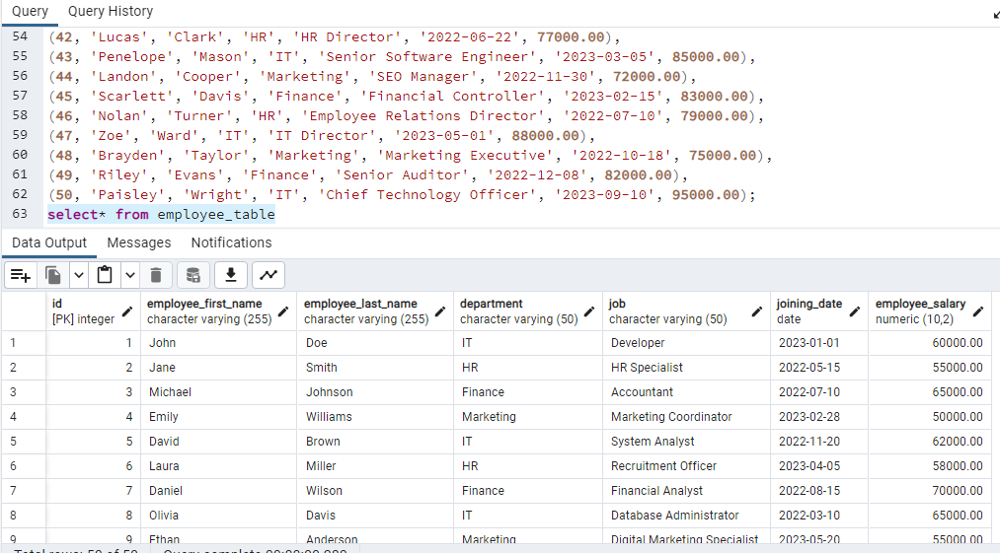 Query Query History
54 (42, 'Lucas', 'Clark', 'HR', 'HR Director', '2022-06-22', 77000.00),
55 (43, 'Penelope', 'Mason', 'IT', 'Senior Software Engineer', '2023-03-05', 85000.00),
56 (44, 'Landon', 'Cooper', 'Marketing', 'SEO Manager', '2022-11-30', 72000.00),
57 (45, 'Scarlett', 'Davis', 'Finance', 'Financial Controller', '2023-02-15', 83000.00),
58 (46, 'Nolan', 'Turner', 'HR', 'Employee Relations Director', '2022-07-10', 79000.00),
59 (47, 'Zoe', 'Ward', 'IT', 'IT Director', '2023-05-01', 88000.00),
60 (48, 'Brayden', 'Taylor', 'Marketing', 'Marketing Executive', '2022-10-18', 75000.00),
61 (49, 'Riley', 'Evans', 'Finance', 'Senior Auditor', '2022-12-08', 82000.00),
62 (50, 'Paisley', 'Wright', 'IT', 'Chief Technology Officer', '2023-09-10', 95000.00);
63 select* from employee_table
Data Output Messages Notifications
id employee_first_name employee_last_name department job joining_date employee_salary
[PK] integer character varying (255) character varying (255) character varying (50) character varying (50) date numeric (10,2)
1 1 John Doe IT Developer 2023-01-01 60000.00
2 2 Jane Smith HR HR Specialist 2022-05-15 55000.00
3 3 Michael Johnson Finance Accountant 2022-07-10 65000.00
4 4 Emily Williams Marketing Marketing Coordinator 2023-02-28 50000.00
5 5 David Brown IT System Analyst 2022-11-20 62000.00
6 6 Laura Miller HR Recruitment Officer 2023-04-05 58000.00
7 7 Daniel Wilson Finance Financial Analyst 2022-08-15 70000.00
8 8 Olivia Davis IT Database Administrator 2022-03-10 65000.00
9 9 Ethan Anderson Marketing Digital Marketing Specialist 2023-05-20 55000.00
Total rows: 50 of 50 Query complete